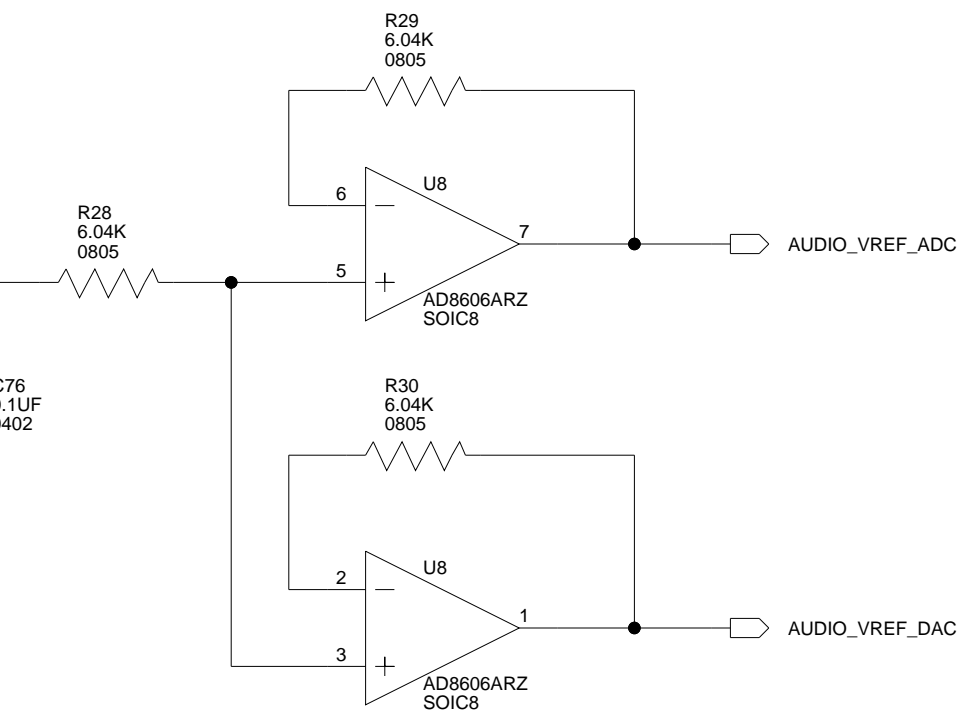 R29
6.04K
0805
6
U8
7
AUDIO_VREF_ADC
R28
6.04K
0805
5
AD8606ARZ
SOIC8
C76
.1UF
402
R30
6.04K
0805
2
U8
1
AUDIO_VREF_DAC
3
AD8606ARZ
SOIC8